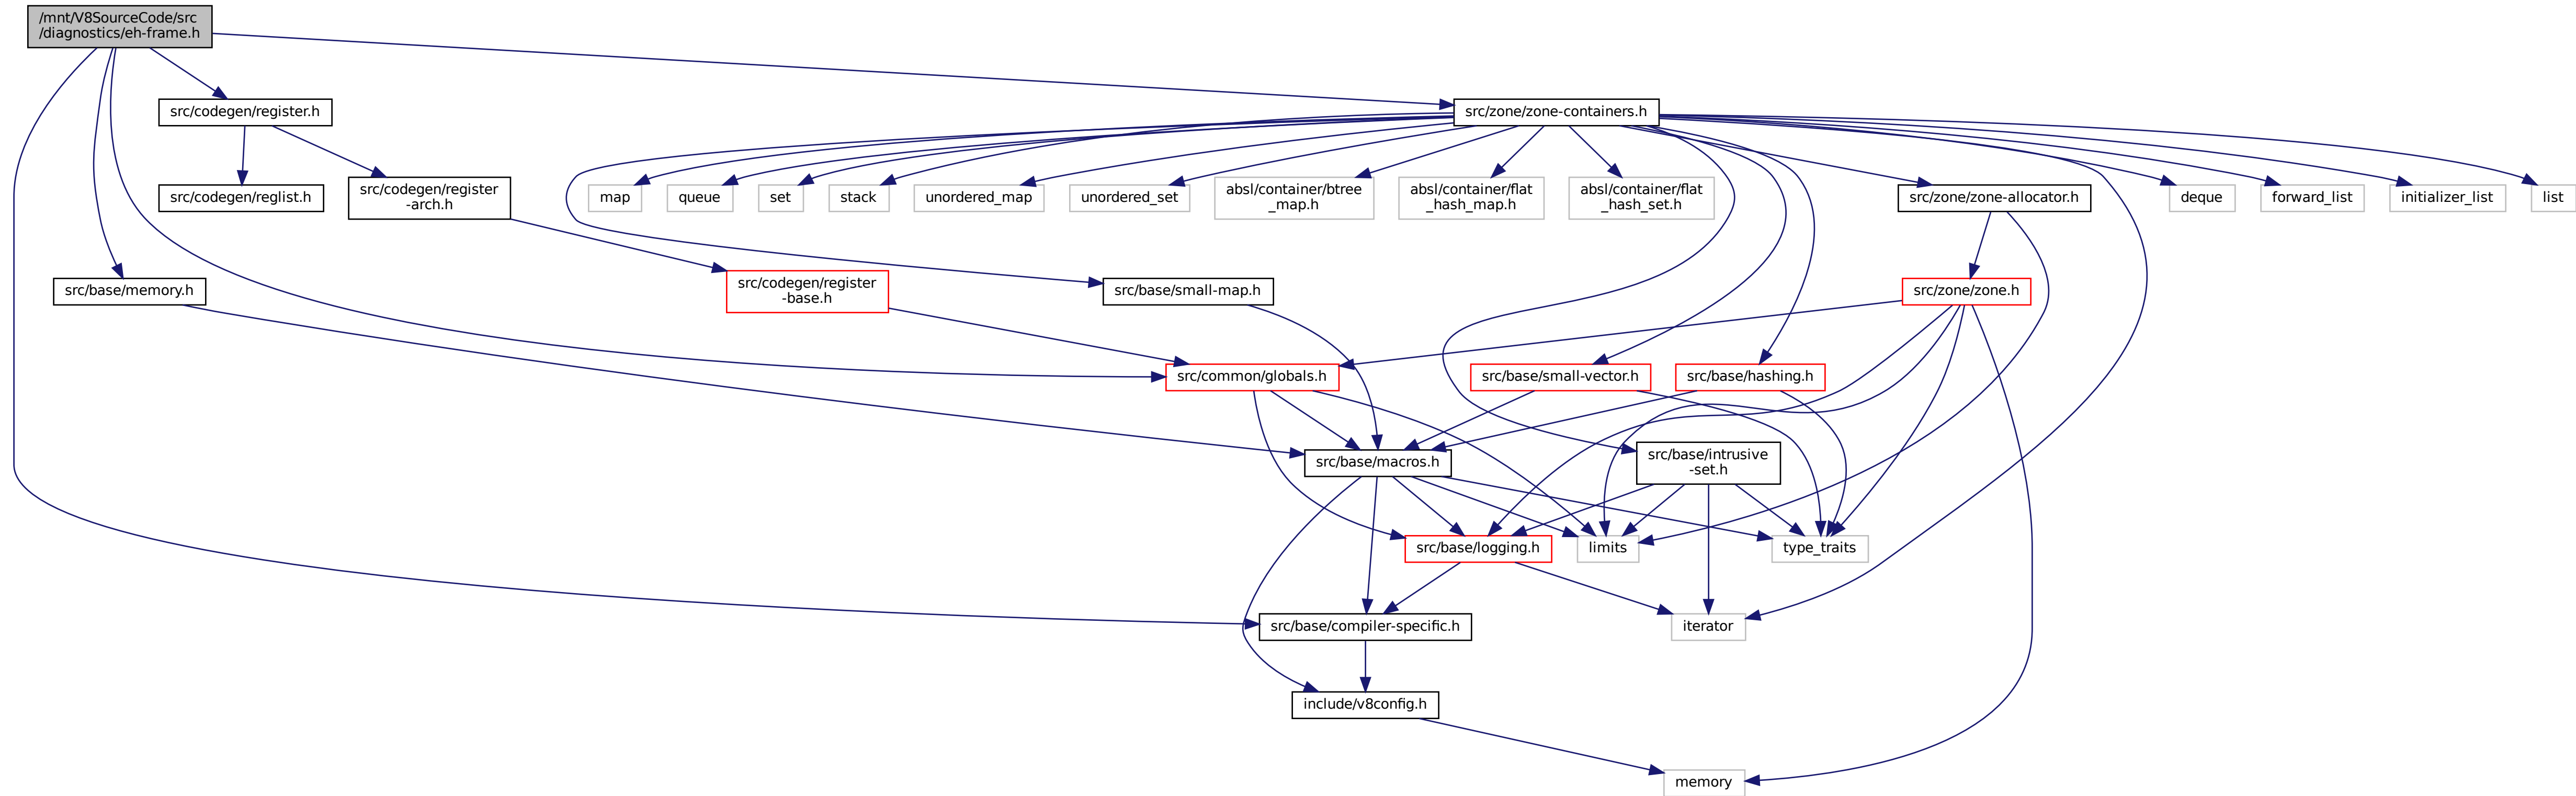 /mnt/V8SourceCode/src
/diagnostics/eh-frame.h
src/codegen/register.h
src/zone/zone-containers.h
src/codegen/reglist.h
src/codegen/register
-arch.h
map
queue
set
stack
unordered_map
unordered_set
absl/container/btree
_map.h
absl/container/flat
_hash_map.h
absl/container/flat
_hash_set.h
src/zone/zone-allocator.h
deque
forward_list
initializer_list
list
src/base/memory.h
src/codegen/register
-base.h
src/base/small-map.h
src/zone/zone.h
src/common/globals.h
src/base/small-vector.h
src/base/hashing.h
src/base/macros.h
src/base/intrusive
-set.h
src/base/logging.h
limits
type_traits
src/base/compiler-specific.h
iterator
include/v8config.h
memory